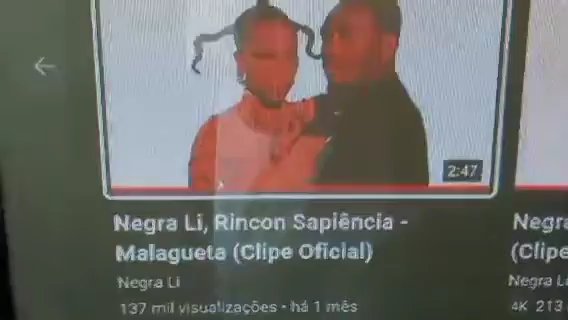 2:47
Negra Li, Rincon Sapiência -
Malagueta (Clipe Oficial)
Negra Li
137 mil visualizações • há 1 mês
Negra
(Clipe
Negra L
4K 213